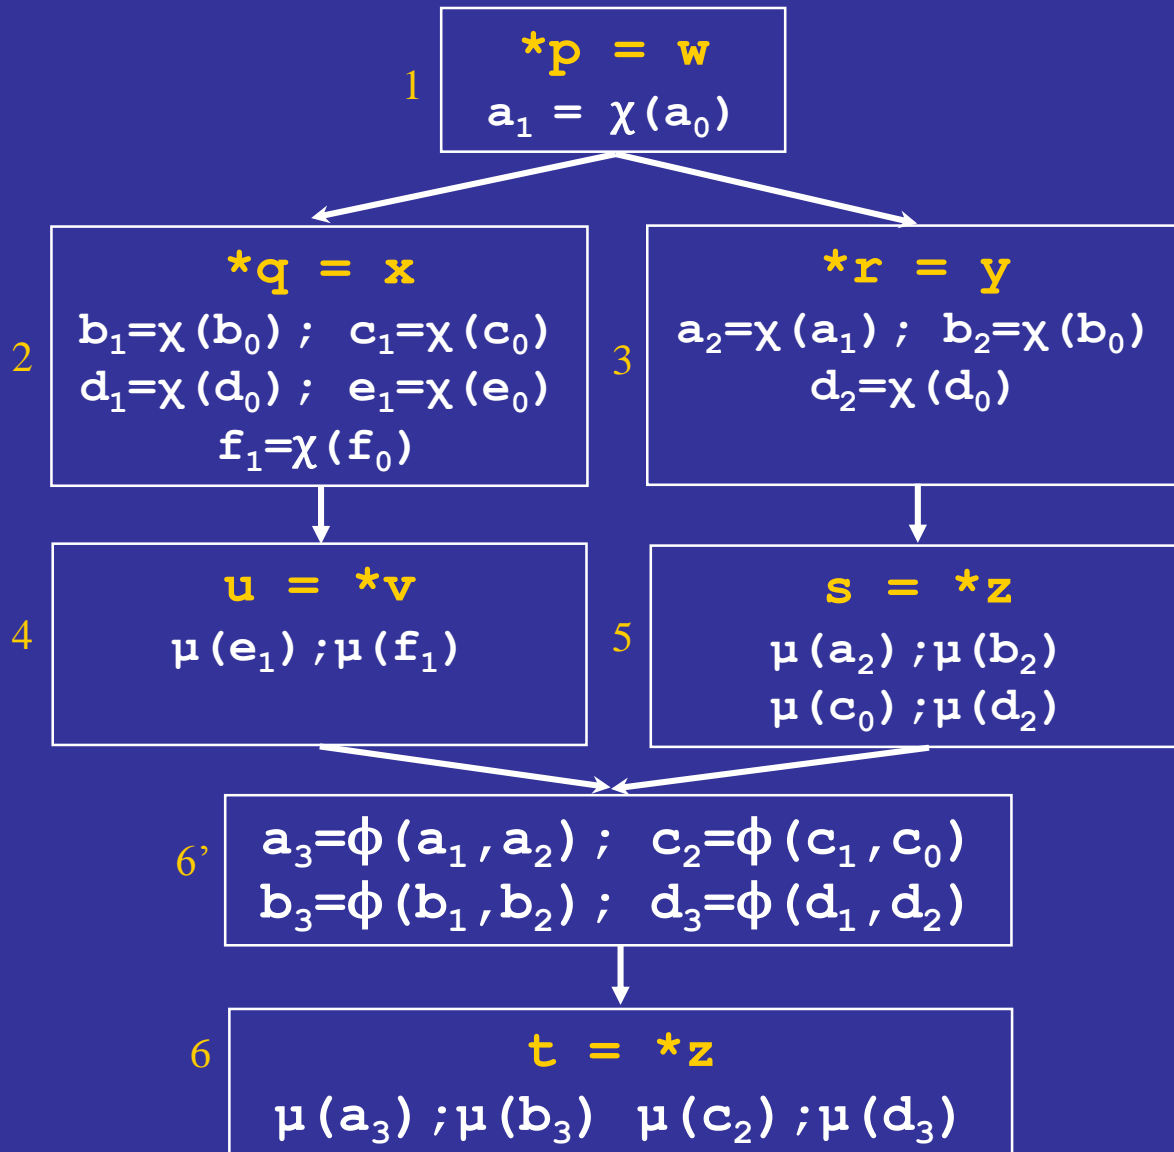 *p = w
1
a₁ = χ(a₀)
*q = x
b₁=χ(b₀); c₁=χ(c₀)
2
d₁=χ(d₀); e₁=χ(e₀)
f₁=χ(f₀)
*r = y
a₂=χ(a₁); b₂=χ(b₀)
3
d₂=χ(d₀)
u = *v
4
μ(e₁);μ(f₁)
s = *z
5
μ(a₂);μ(b₂)
μ(c₀);μ(d₂)
6’
a₃=ϕ(a₁,a₂); c₂=ϕ(c₁,c₀)
b₃=ϕ(b₁,b₂); d₃=ϕ(d₁,d₂)
6
t = *z
μ(a₃);μ(b₃) μ(c₂);μ(d₃)